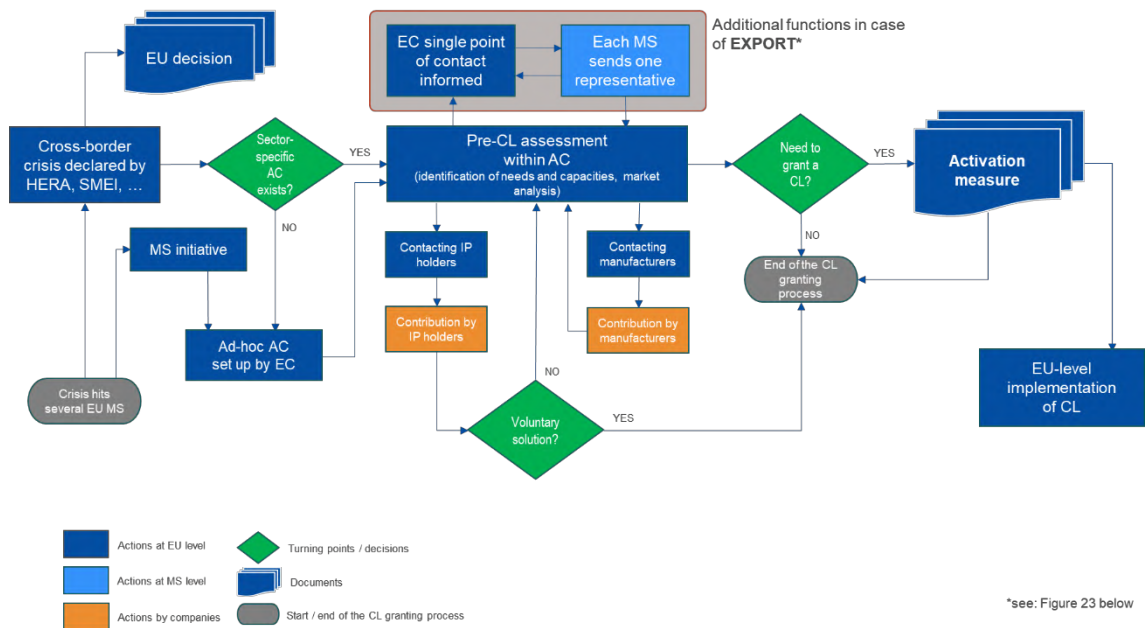 Additional functions in case
of EXPORT*
EU decision
EC single point
of contact
informed
Each MS
sends one
representative
Cross-border
crisis declared by
HERA, SMEI, …
Sector-
specific
AC
exists?
YES
NO
Pre-CL assessment
within AC
(identification of needs and capacities, market
analysis)
Need to
grant a
CL?
YES
NO
Activation
measure
MS initiative
Contacting IP
holders
Contacting
manufacturers
End of the CL
granting
process
Contribution by
IP holders
Contribution by
manufacturers
Ad-hoc AC
set up by EC
Crisis hits
several EU MS
NO
Voluntary
solution?
YES
EU-level
implementation
of CL
Actions at EU level
Turning points / decisions
Actions at MS level
Documents
Actions by companies
Start / end of the CL granting process
*see: Figure 23 below